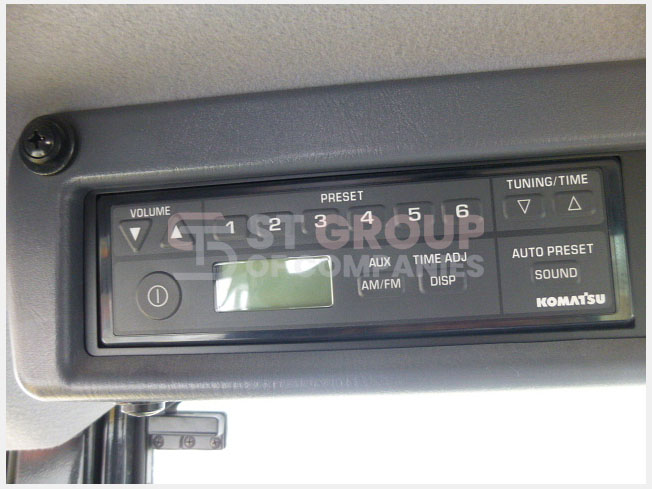 VOLUME
PRESET
TUNING/TIME
1 2 3 4 5 6
ST GROUP
OF COMPANIES
AUX
TIME ADJ
AUTO PRESET
AM/FM
DISP
SOUND
KOMATSU